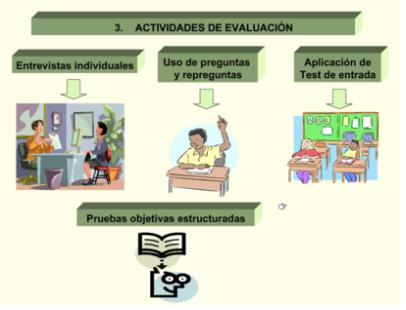 3. ACTIVIDADES DE EVALUACIÓN
Entrevistas individuales
Uso de preguntas
y repreguntas
Aplicación de
Test de entrada
Pruebas objetivas estructuradas